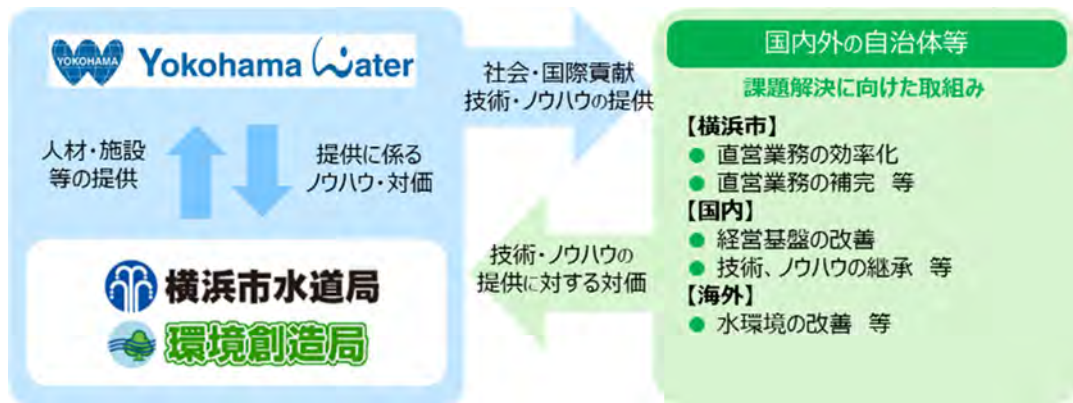 YOKOHAMA
Yokohama Water
人材・施設
等の提供
提供に係る
ノウハウ・対価
横浜市水道局
環境創造局
社会・国際貢献
技術・ノウハウの提供
技術・ノウハウの
提供に対する対価
国内外の自治体等
課題解決に向けた取組み
【横浜市】
● 直営業務の効率化
● 直営業務の補完 等
【国内】
● 経営基盤の改善
● 技術、ノウハウの継承 等
【海外】
● 水環境の改善 等